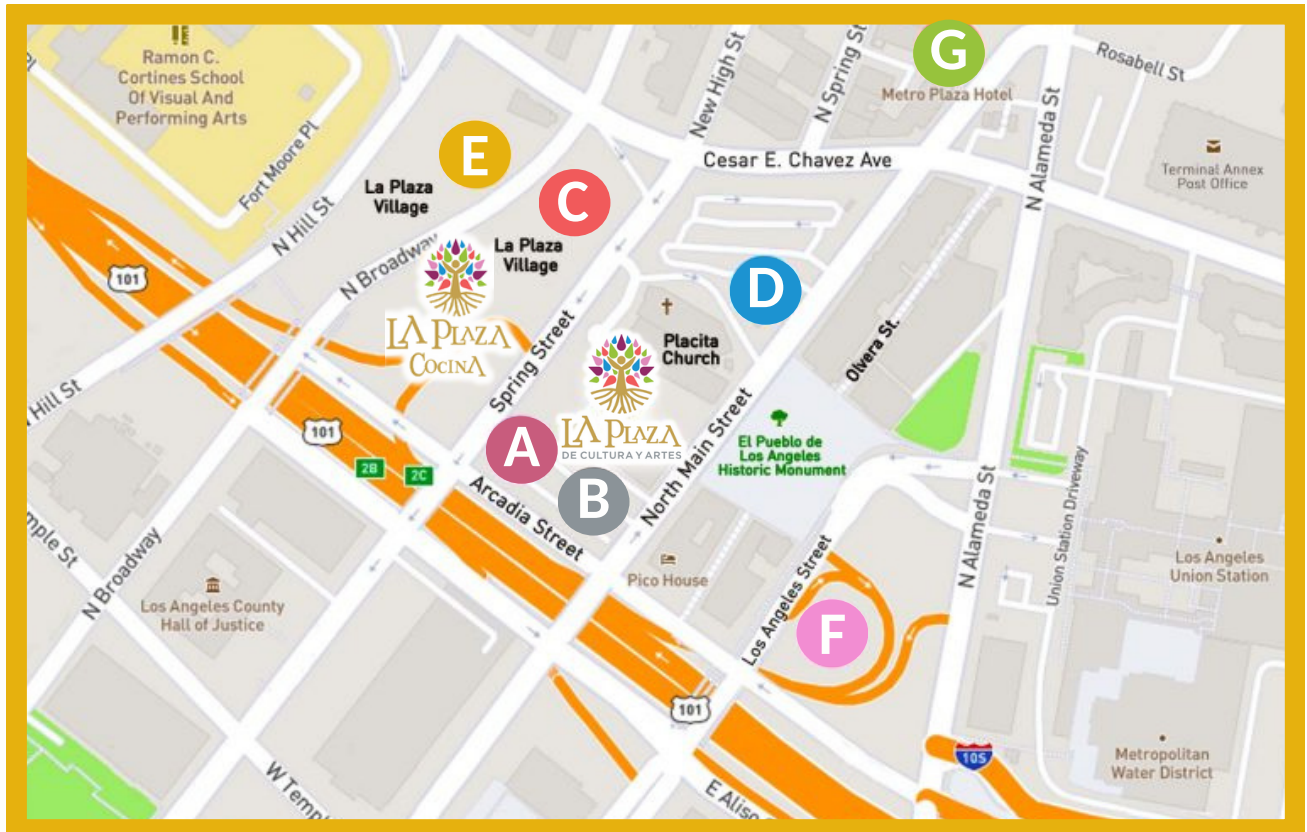 Ramon C.
Cortines School
Of Visual And
Performing Arts
Fort Moore Pl
N Hill St
La Plaza
Village
E
N Broadway
C
La Plaza
Village
New High St
N Spring St
G
Metro Plaza Hotel
Rosabell St
Cesar E. Chavez Ave
N Alameda St
Terminal Annex
Post Office
101
LA PLAZA
COCINA
Spring Street
D
Placita
Church
LA PLAZA
DE CULTURA Y ARTES
Olvera St.
El Pueblo de
Los Angeles
Historic Monument
North Main Street
Hill St
101
2B
2C
A
B
Arcadia Street
N Alameda St
Union Station Driveway
Los Angeles
Union Station
N Broadway
Los Angeles County
Hall of Justice
Pico House
Los Angeles Street
F
101
10S
Metropolitan
Water District